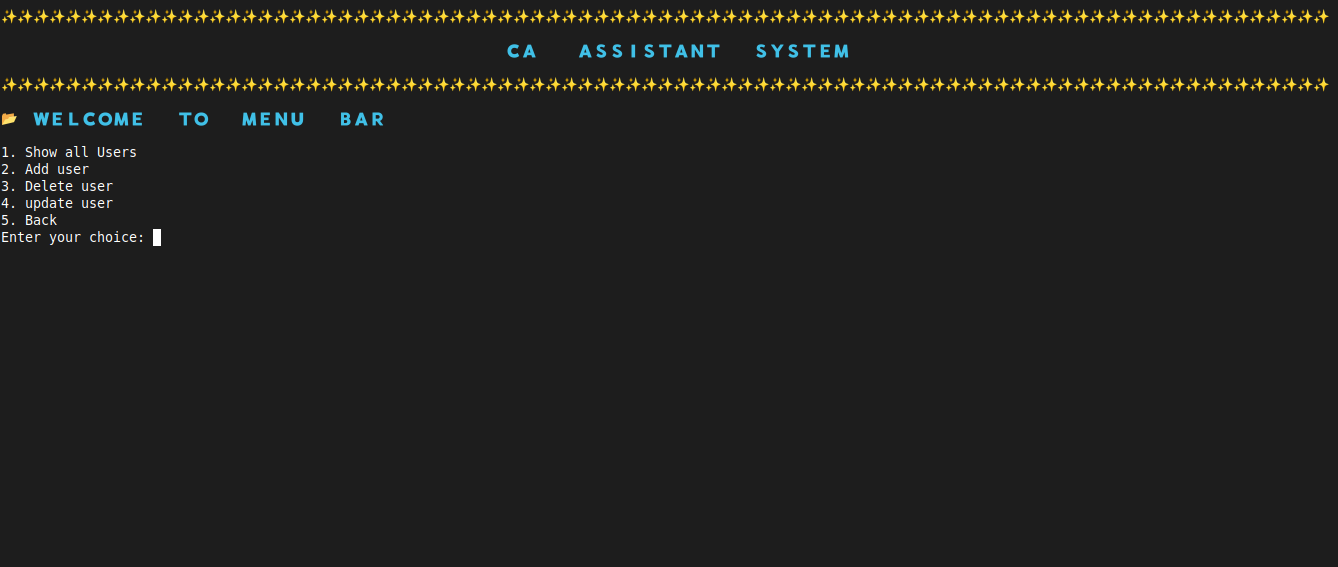 CA ASSISTANT SYSTEM
WELCOME TO MENU BAR
1. Show all Users
2. Add user
3. Delete user
4. update user
5. Back
Enter your choice: